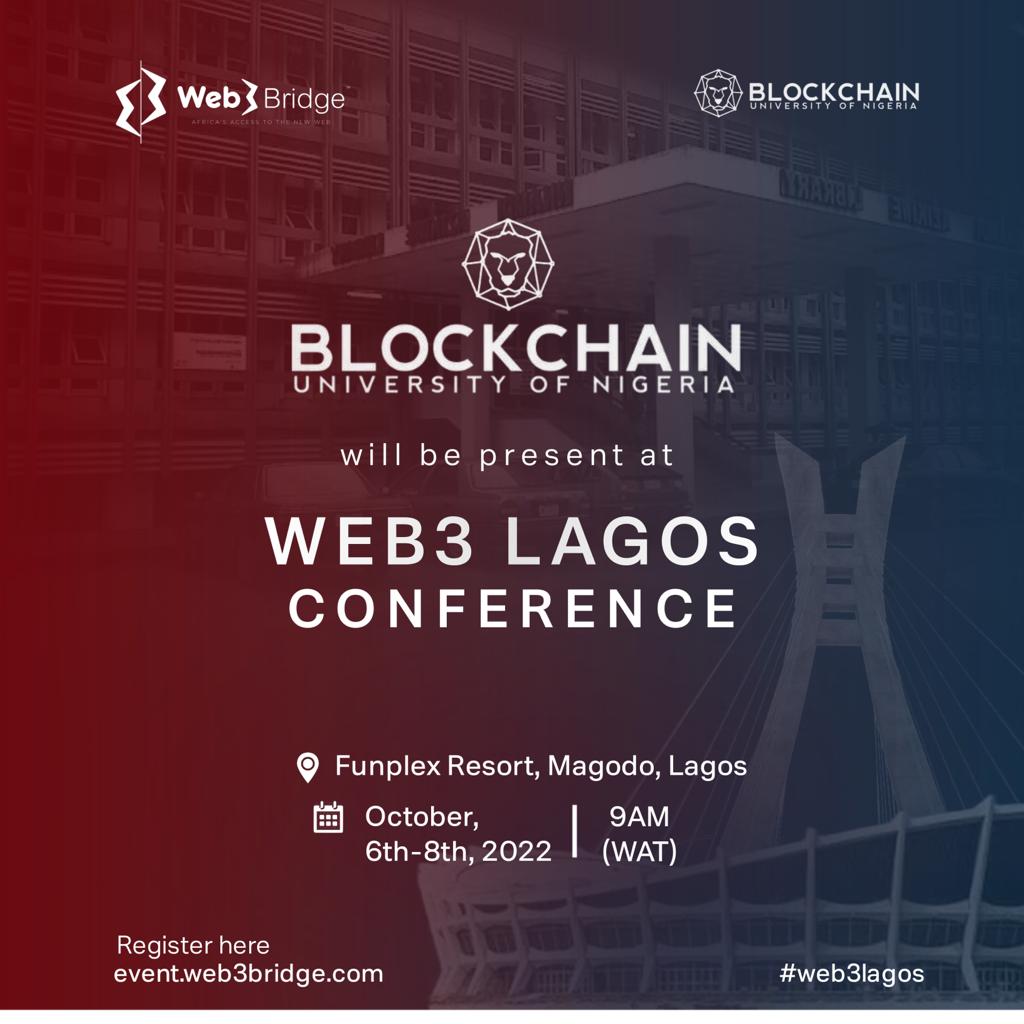 Web3Bridge
AFRICA'S ACCESS TO THE NEW WEB
BLOCKCHAIN
UNIVERSITY OF NIGERIA
LIBRARY
BLOCKCHAIN
UNIVERSITY OF NIGERIA
will be present at
WEB3 LAGOS
CONFERENCE
Funplex Resort, Magodo, Lagos
October,
6th-8th, 2022
9AM
(WAT)
Register here
event.web3bridge.com
#web3lagos